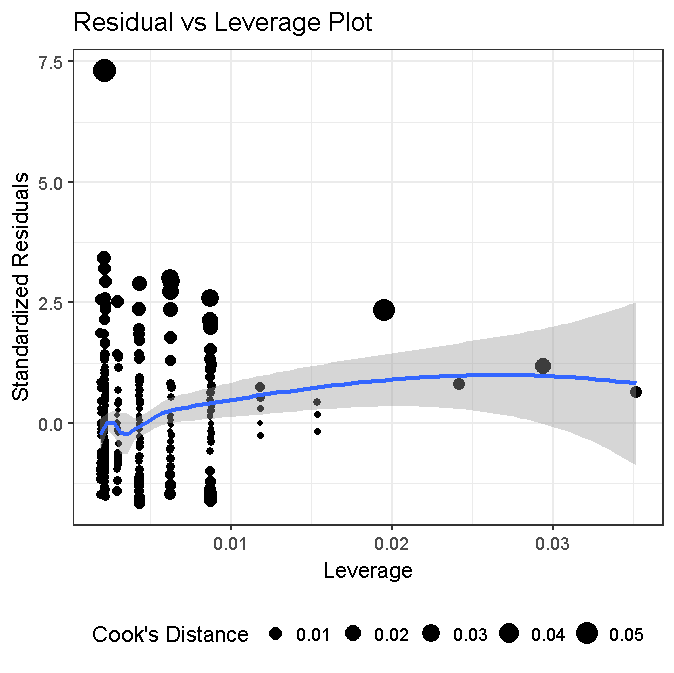 Residual vs Leverage Plot
7.5
5.0
2.5
0.0
Standardized Residuals
0.01 0.02 0.03
Leverage
Cook's Distance 0.01 0.02 0.03 0.04 0.05